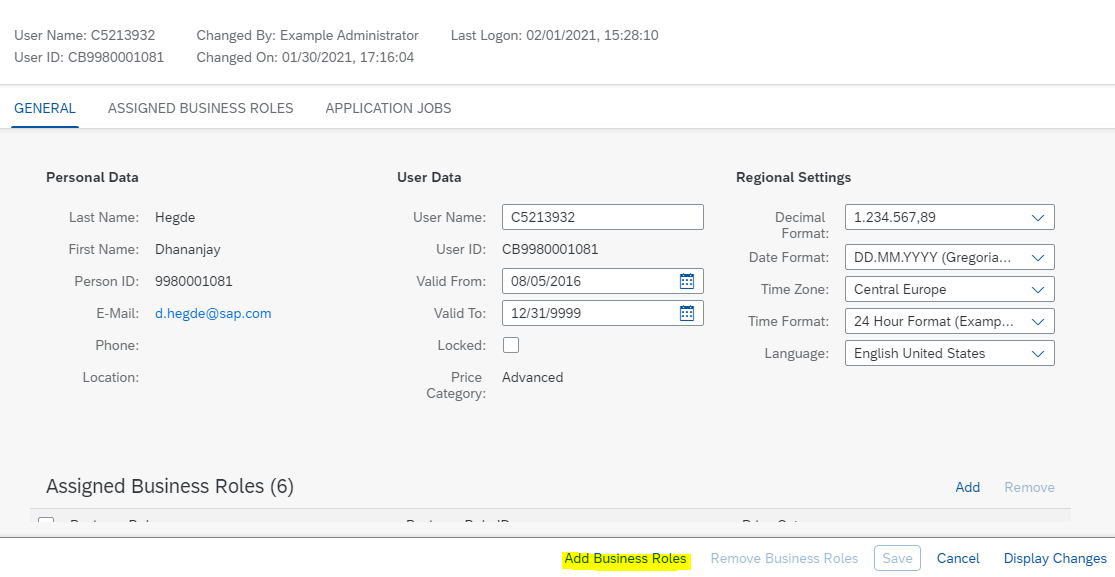 User Name: C5213932 Changed By: Example Administrator Last Logon: 02/01/2021, 15:28:10
User ID: CB9980001081 Changed On: 01/30/2021, 17:16:04
GENERAL ASSIGNED BUSINESS ROLES APPLICATION JOBS
Personal Data
Last Name: Hegde
First Name: Dhananjay
Person ID: 9980001081
E-Mail: d.hegde@sap.com
Phone:
Location:
User Data
User Name: C5213932
User ID: CB9980001081
Valid From: 08/05/2016
Valid To: 12/31/9999
Locked:
Price
Category: Advanced
Regional Settings
Decimal
Format: 1.234.567,89
Date Format: DD.MM.YYYY (Gregoria...
Time Zone: Central Europe
Time Format: 24 Hour Format (Examp...
Language: English United States
Assigned Business Roles (6) Add Remove
Add Business Roles Remove Business Roles Save Cancel Display Changes